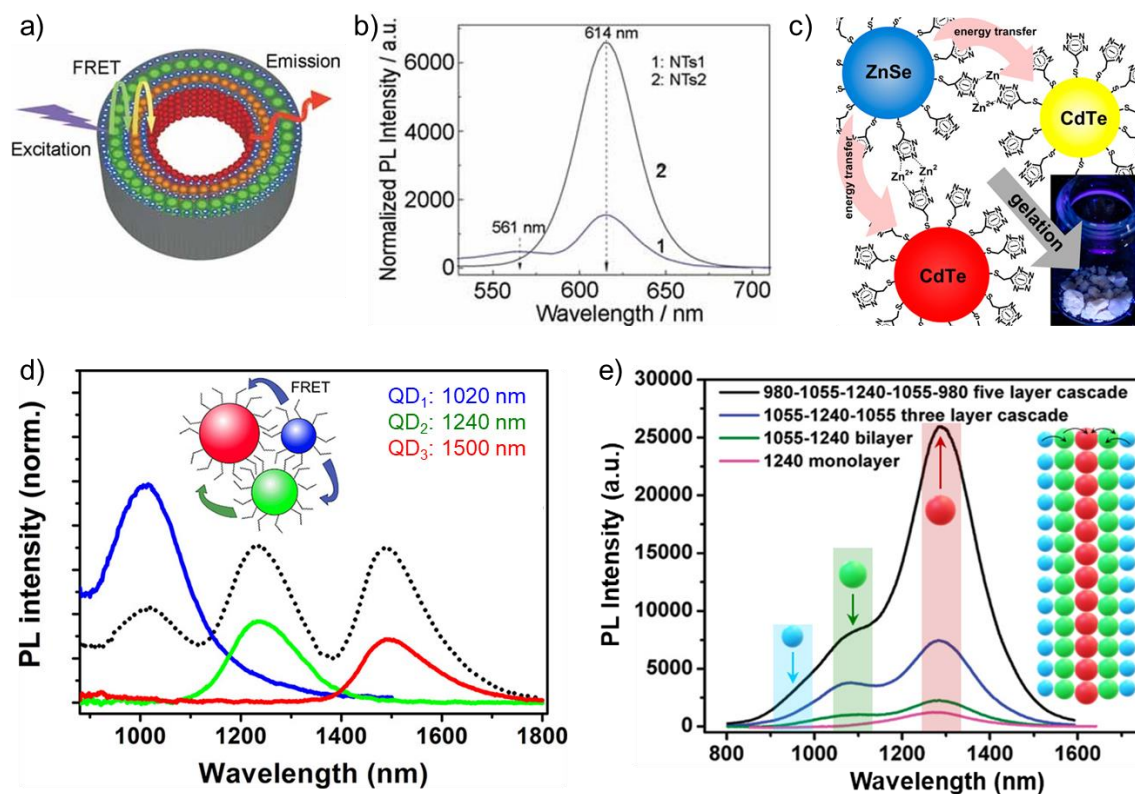 a)
FRET
Emission
Excitation
b)
614 nm
1: NTs1
2: NTs2
6000
4000
2000
0
2
1
561 nm
550
600
650
700
Normalized PL Intensity / a.u.
Wavelength / nm
c)
energy transfer
ZnSe
Zn
Zn2+
CdTe
energy transfer
Zn2+
Zn2
+
gelation
CdTe
d)
FRET
QD1: 1020 nm
QD2: 1240 nm
QD3: 1500 nm
PL intensity (norm.)
1000
1200
1400
1600
1800
Wavelength (nm)
e)
30000
25000
20000
15000
10000
5000
0
980-1055-1240-1055-980 five layer cascade
1055-1240-1055 three layer cascade
1055-1240 bilayer
1240 monolayer
PL Intensity (a.u.)
800
1000
1200
1400
1600
Wavelength (nm)